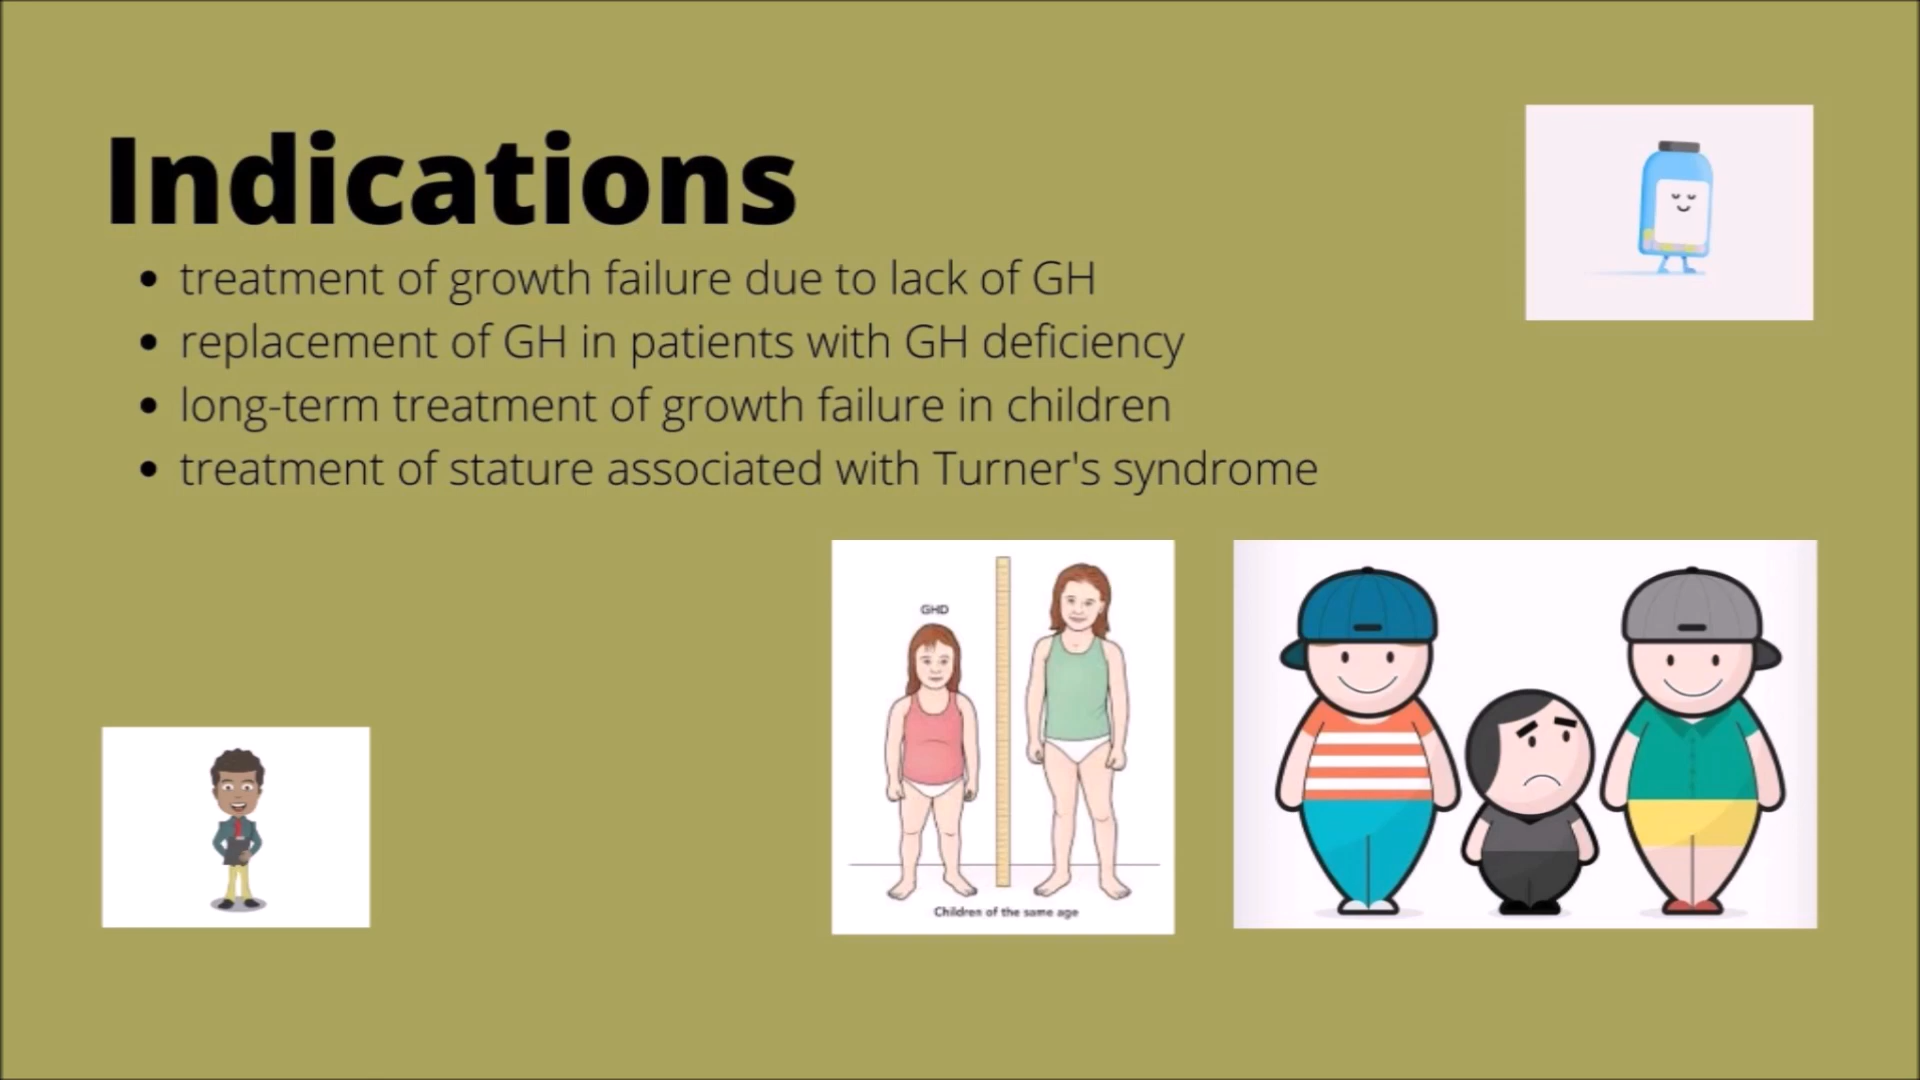 Indications
• treatment of growth failure due to lack of GH
• replacement of GH in patients with GH deficiency
• long-term treatment of growth failure in children
• treatment of stature associated with Turner's syndrome
GHD
Children of the same age